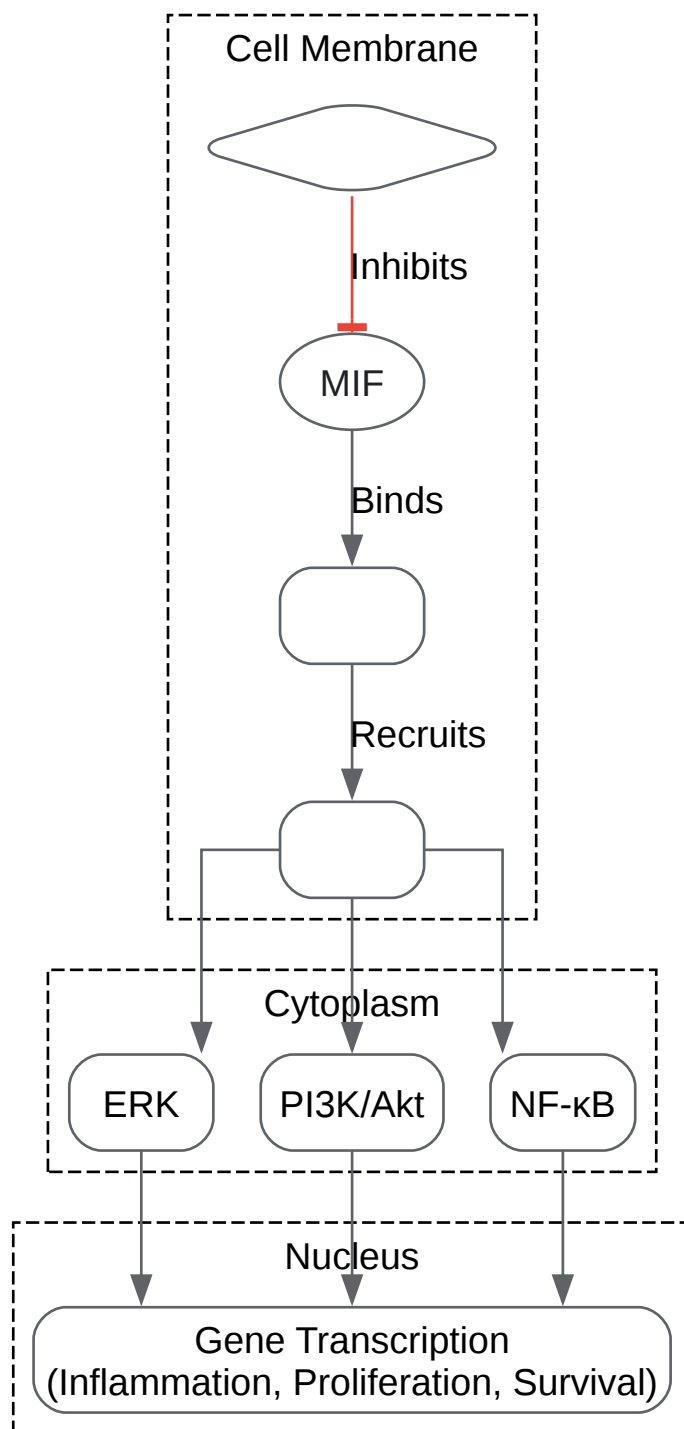 Cell Membrane
Inhibits
MIF
Binds
Recruits
Cytoplasm
ERK
PI3K/Akt
NF-κB
Nucleus
Gene Transcription
(Inflammation, Proliferation, Survival)